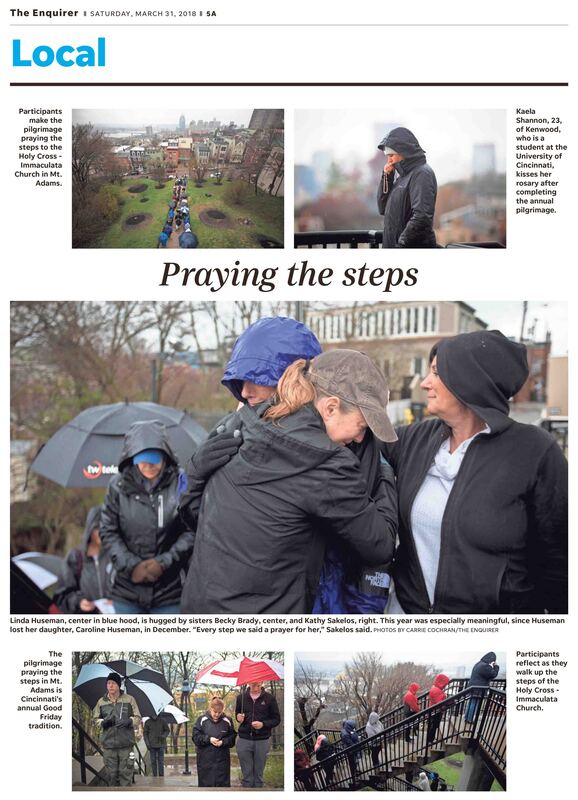 The Enquirer ॥ SATURDAY, MARCH 31, 2018 ॥ 5A
Local
Participants
make the
pilgrimage
praying the
steps to the
Holy Cross -
Immaculata
Church in Mt.
Adams.
Kaela
Shannon, 23,
of Kenwood,
who is a
student at the
University of
Cincinnati,
kisses her
rosary after
completing
the annual
pilgrimage.
Praying the steps
tw tele
THE
NORTH
FACE
Linda Huseman, center in blue hood, is hugged by sisters Becky Brady, center, and Kathy Sakelos, right. This year was especially meaningful, since Huseman
lost her daughter, Caroline Huseman, in December. “Every step we said a prayer for her,” Sakelos said. PHOTOS BY CARRIE COCHRAN/THE ENQUIRER
The
pilgrimage
praying the
steps in Mt.
Adams is
Cincinnati's
annual Good
Friday
tradition.
Participants
reflect as they
walk up the
steps of the
Holy Cross -
Immaculata
Church.